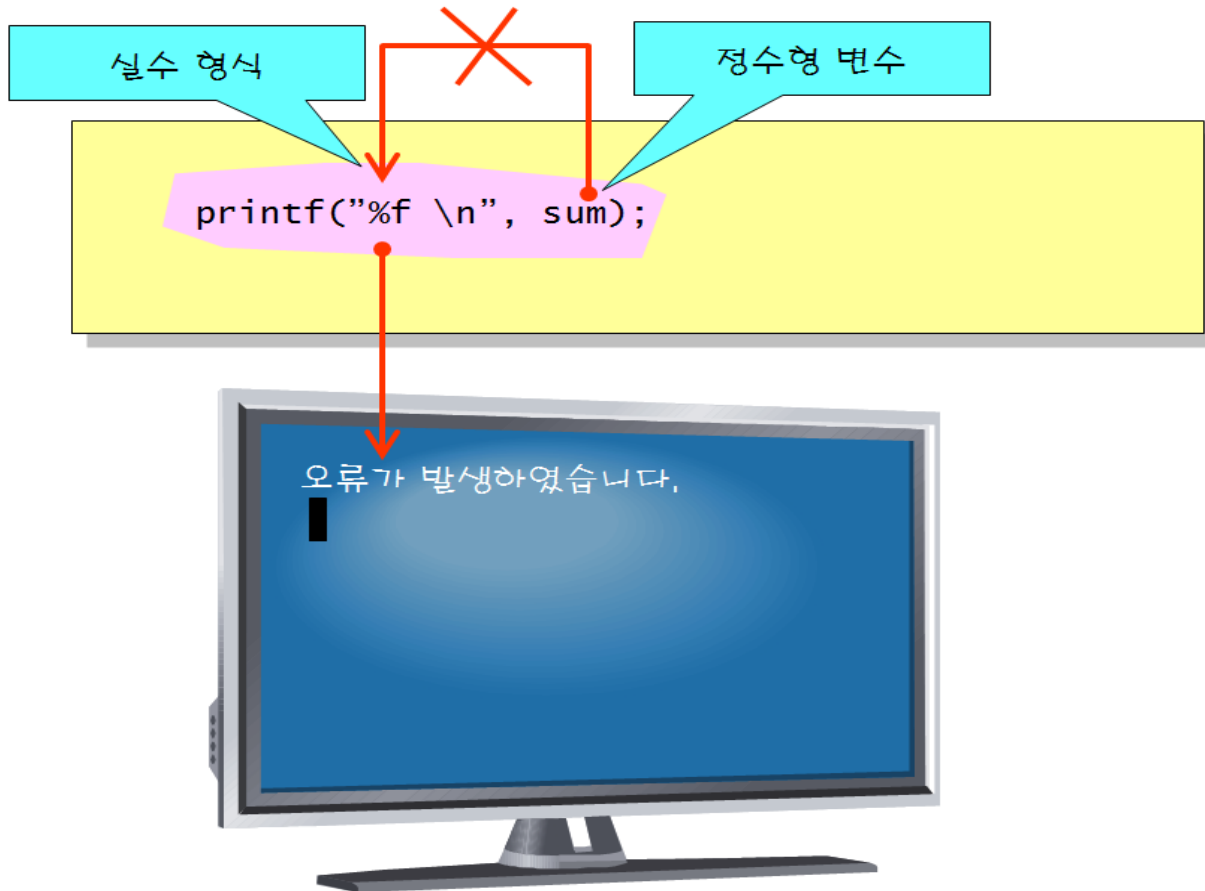 실수 형식
정수형 변수
printf(”%f \n”, sum);
오류가 발생하였습니다.